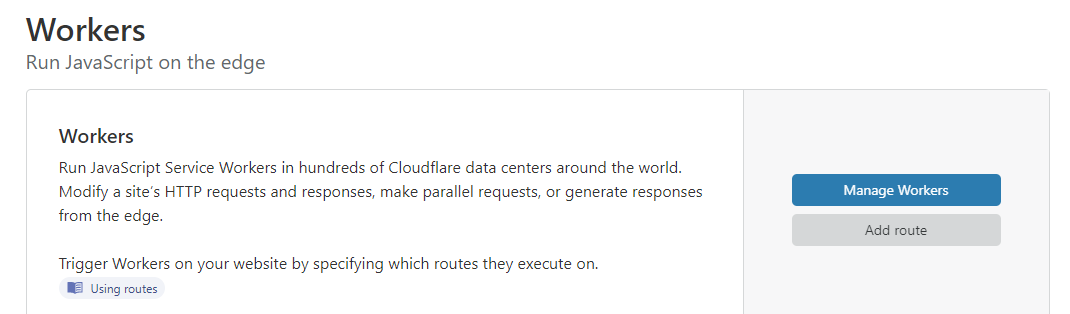 Workers
Run JavaScript on the edge
Workers
Run JavaScript Service Workers in hundreds of Cloudflare data centers around the world.
Modify a site's HTTP requests and responses, make parallel requests, or generate responses
from the edge.
Trigger Workers on your website by specifying which routes they execute on.
Using routes
Manage Workers
Add route